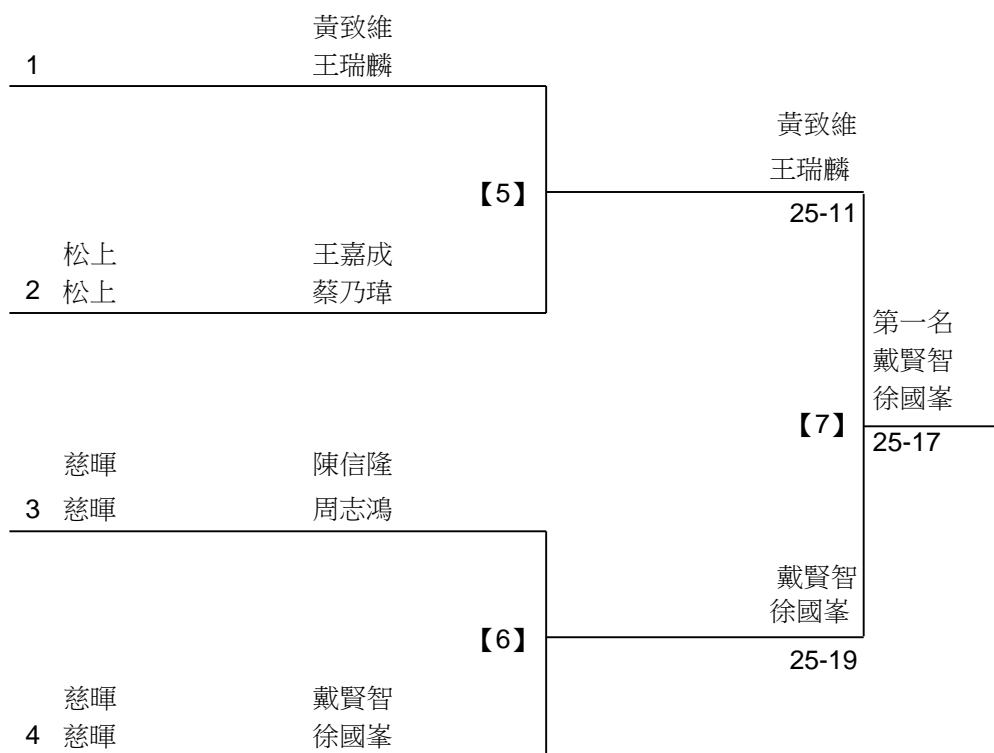 黃致維
1 王瑞麟
黃致維
王瑞麟
【5】
25-11
松上 王嘉成
2 松上 蔡乃瑋
第一名
戴賢智
徐國峯
【7】
25-17
慈暉 陳信隆
3 慈暉 周志鴻
戴賢智
徐國峯
【6】
25-19
慈暉 戴賢智
4 慈暉 徐國峯